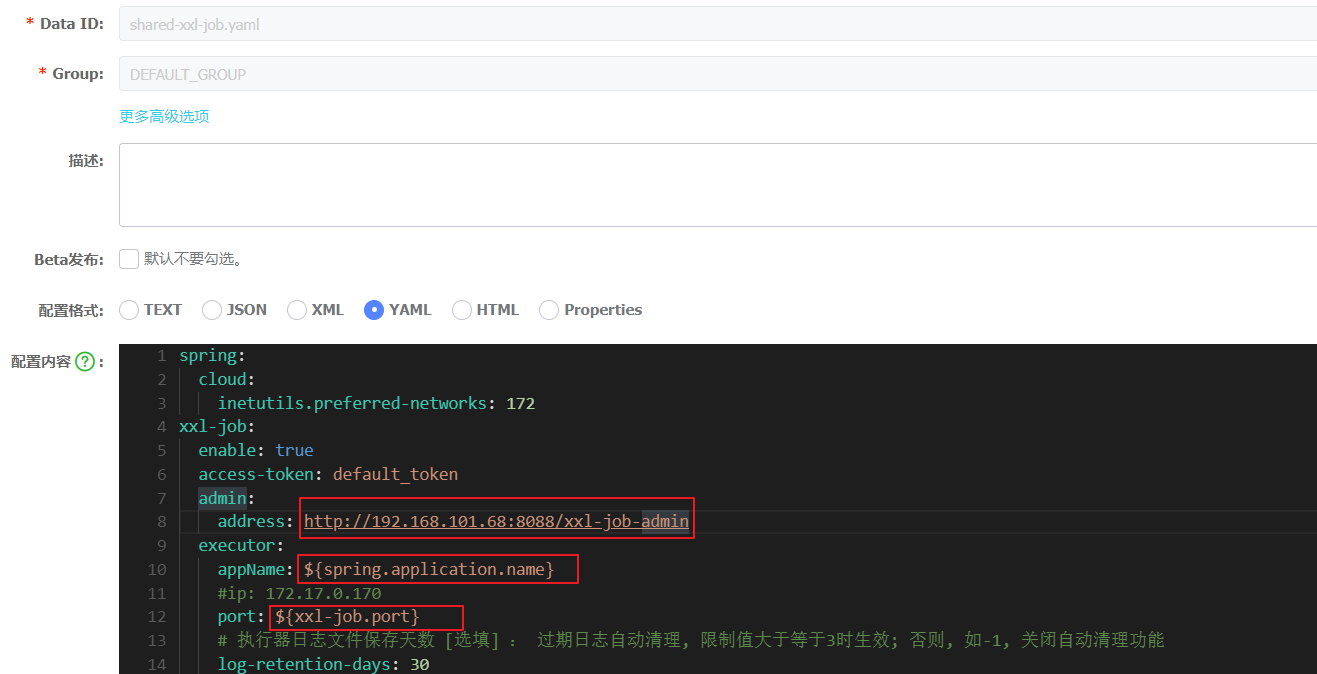 * Data ID: shared-xxl-job.yaml
* Group: DEFAULT_GROUP
更多高级选项
描述:
Beta发布: 默认不要勾选。
配置格式: TEXT JSON XML YAML HTML Properties
配置内容 ? :
1 spring:
2 cloud:
3 inetutils.preferred-networks: 172
4 xxl-job:
5 enable: true
6 access-token: default_token
7 admin:
8 address: http://192.168.101.68:8088/xxl-job-admin
9 executor:
10 appName: ${spring.application.name}
11 #ip: 172.17.0.170
12 port: ${xxl-job.port}
13 # 执行器日志文件保存天数 [选填] : 过期日志自动清理, 限制值大于等于3时生效; 否则, 如-1, 关闭自动清理功能
14 log-retention-days: 30